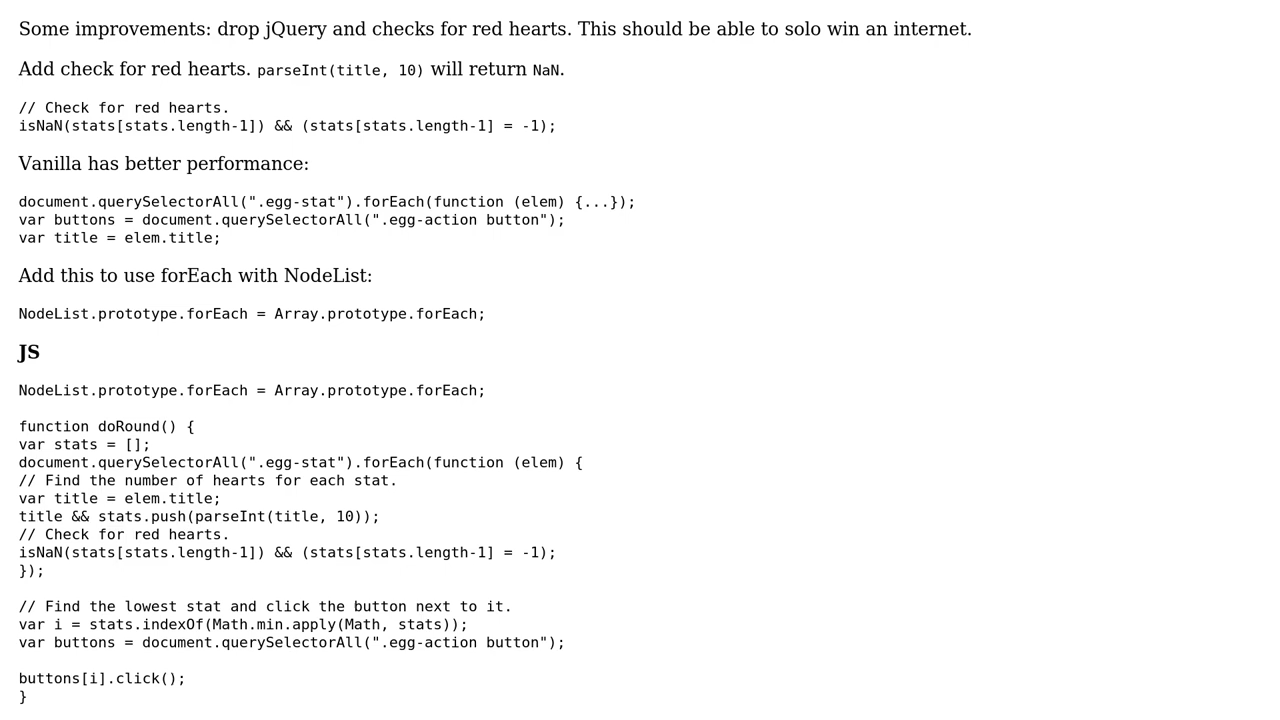 Some improvements: drop jQuery and checks for red hearts. This should be able to solo win an internet.
Add check for red hearts. parseInt(title, 10) will return NaN.
// Check for red hearts.
isNaN(stats[stats.length-1]) && (stats[stats.length-1] = -1);
Vanilla has better performance:
document.querySelectorAll(".egg-stat").forEach(function (elem) {...});
var buttons = document.querySelectorAll(".egg-action button");
var title = elem.title;
Add this to use forEach with NodeList:
NodeList.prototype.forEach = Array.prototype.forEach;
JS
NodeList.prototype.forEach = Array.prototype.forEach;
function doRound() {
var stats = [];
document.querySelectorAll(".egg-stat").forEach(function (elem) {
// Find the number of hearts for each stat.
var title = elem.title;
title && stats.push(parseInt(title, 10));
// Check for red hearts.
isNaN(stats[stats.length-1]) && (stats[stats.length-1] = -1);
});
// Find the lowest stat and click the button next to it.
var i = stats.indexOf(Math.min.apply(Math, stats));
var buttons = document.querySelectorAll(".egg-action button");
buttons[i].click();
}